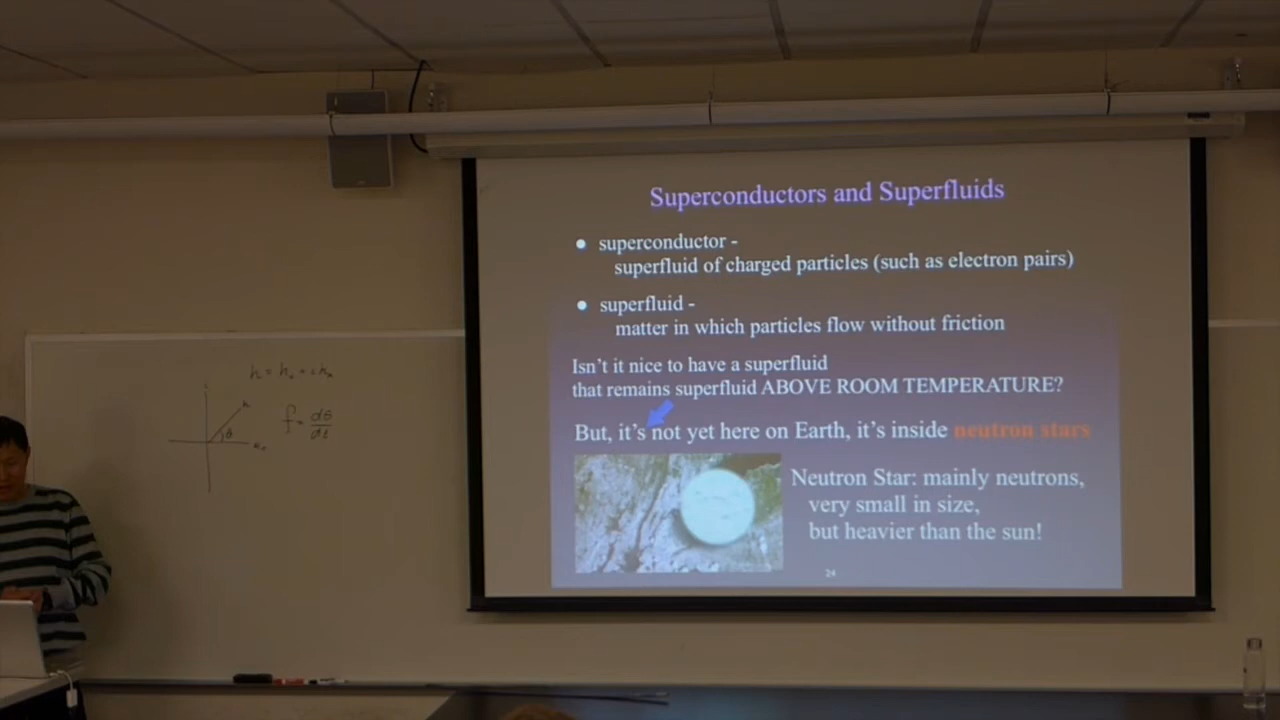 Superconductors and Superfluids
● superconductor -
superfluid of charged particles (such as electron pairs)
● superfluid -
matter in which particles flow without friction
Isn't it nice to have a superfluid
that remains superfluid ABOVE ROOM TEMPERATURE?
But, it's not yet here on Earth, it's inside neutron stars
Neutron Star: mainly neutrons,
very small in size,
but heavier than the sun!
24
f = dθ/dt
θ